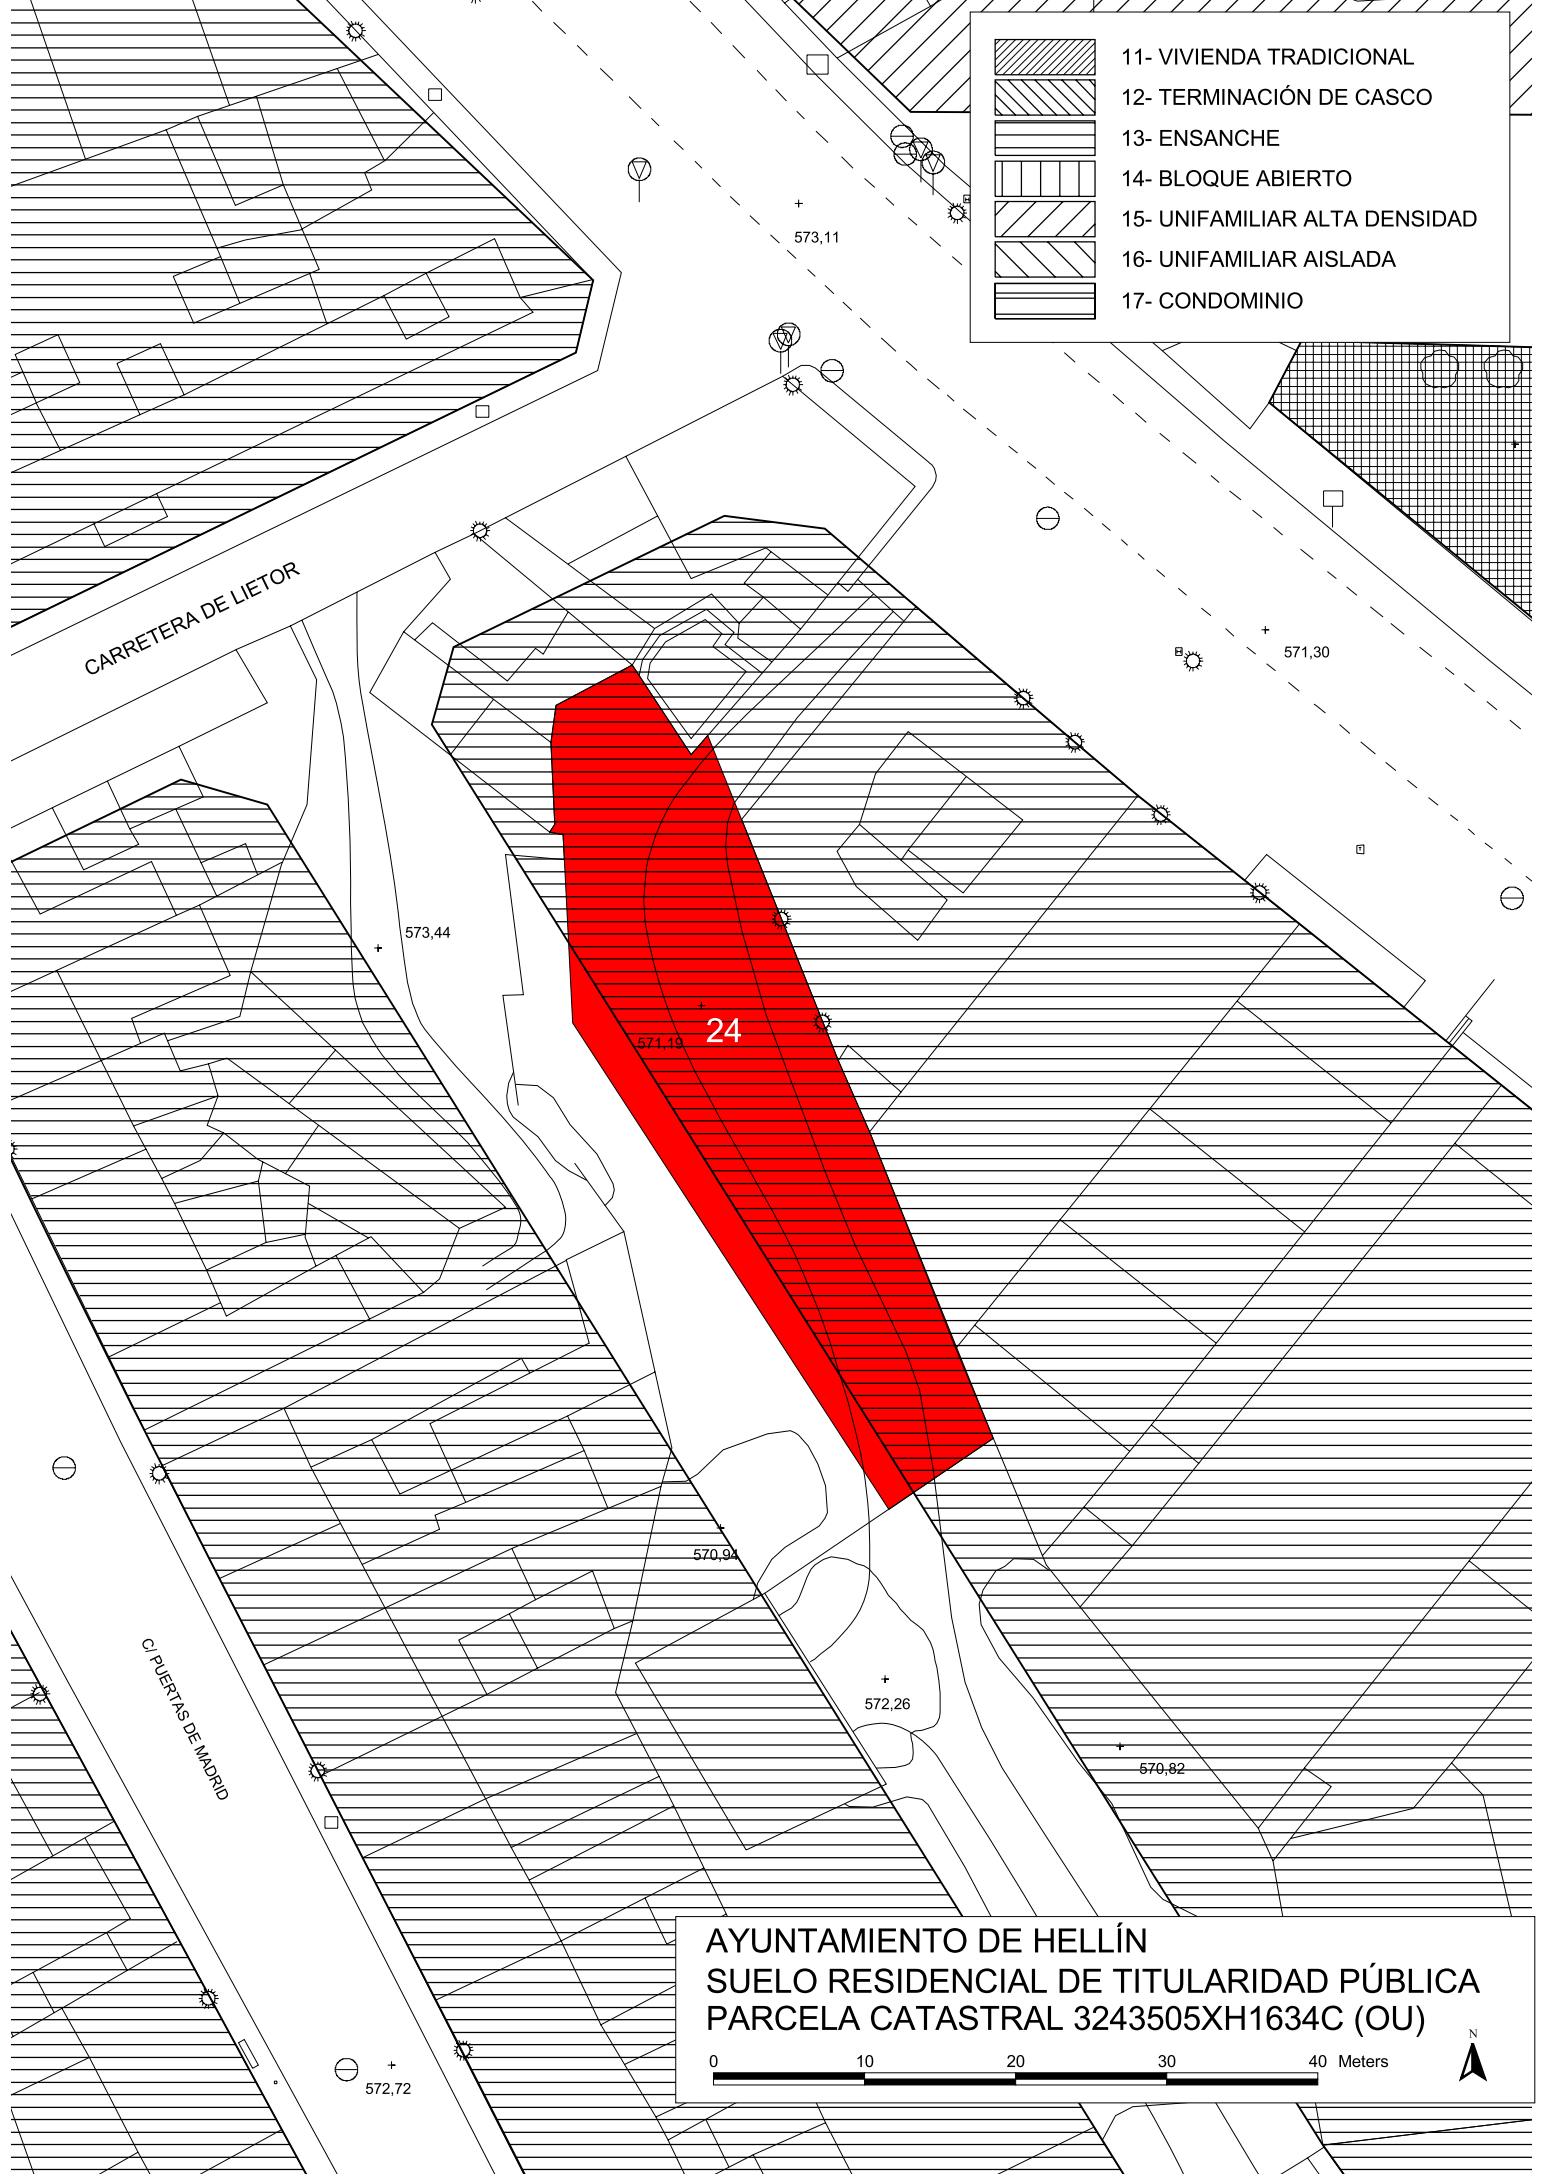 11- VIVIENDA TRADICIONAL
12- TERMINACIÓN DE CASCO
13- ENSANCHE
14- BLOQUE ABIERTO
15- UNIFAMILIAR ALTA DENSIDAD
16- UNIFAMILIAR AISLADA
17- CONDOMINIO
573,11
CARRETERA DE LIETOR
571,30
573,44
24
571,19
570,94
C/ PUERTAS DE MADRID
572,26
570,82
AYUNTAMIENTO DE HELLÍN
SUELO RESIDENCIAL DE TITULARIDAD PÚBLICA
PARCELA CATASTRAL 3243505XH1634C (OU)
N
0 10 20 30 40 Meters
572,72